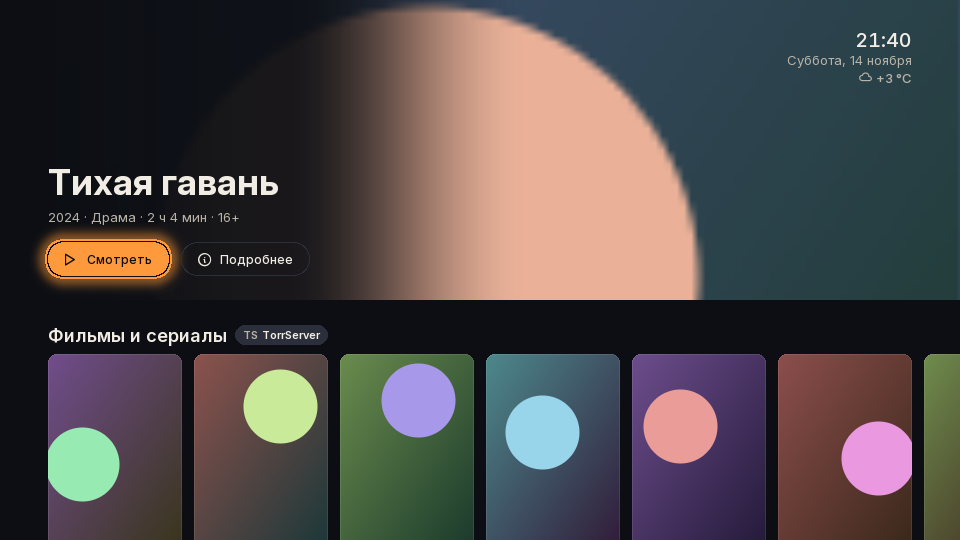 21:40
Суббота, 14 ноября
+3 °C
Тихая гавань
2024 · Драма · 2 ч 4 мин · 16+
Смотреть
Подробнее
Фильмы и сериалы
TS TorrServer